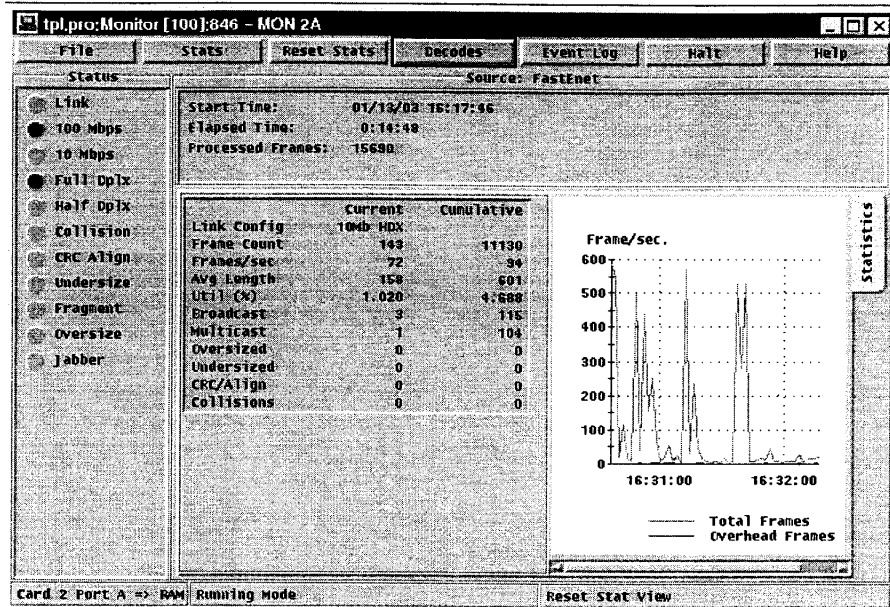 tpl.pro:Monitor [100]:846 – MON 2A
File Stats Reset Stats Decodes Event Log Halt Help
Status
Source: FastEnet
Link
100 Mbps
10 Mbps
Full Dplx
Half Dplx
Collision
CRC Align
Undersize
Fragment
Oversize
Jabber
Start Time: 01/13/03 16:17:46
Elapsed Time: 0:14:48
Processed Frames: 15690
Current Cumulative
Link Config 10Mb HDX
Frame Count 143 11130
Frames/sec 72 94
Avg Length 158 601
Util (%) 1.020 4.688
Broadcast 3 116
Multicast 1 104
Oversized 0 0
Undersized 0 0
CRC/Align 0 0
Collisions 0 0
Statistics
Frame/sec.
600
500
400
300
200
100
0
16:31:00 16:32:00
Total Frames
Overhead Frames
Card 2 Port A => RAM Running Mode Reset Stat View